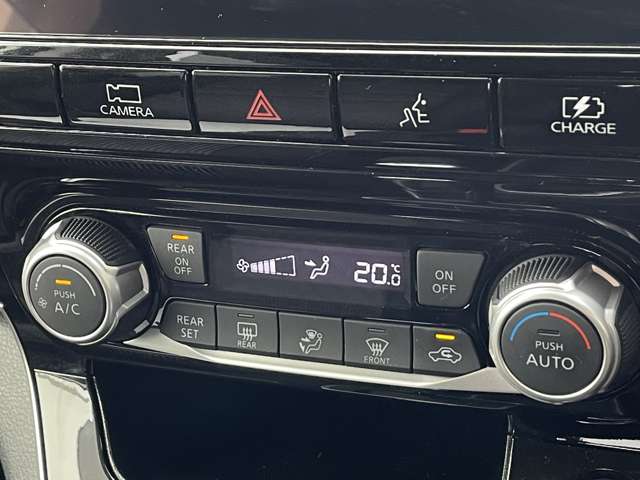 CAMERA
CHARGE
REAR
ON
OFF
20.0
°C
ON
OFF
PUSH
A/C
REAR
SET
REAR
FRONT
PUSH
AUTO